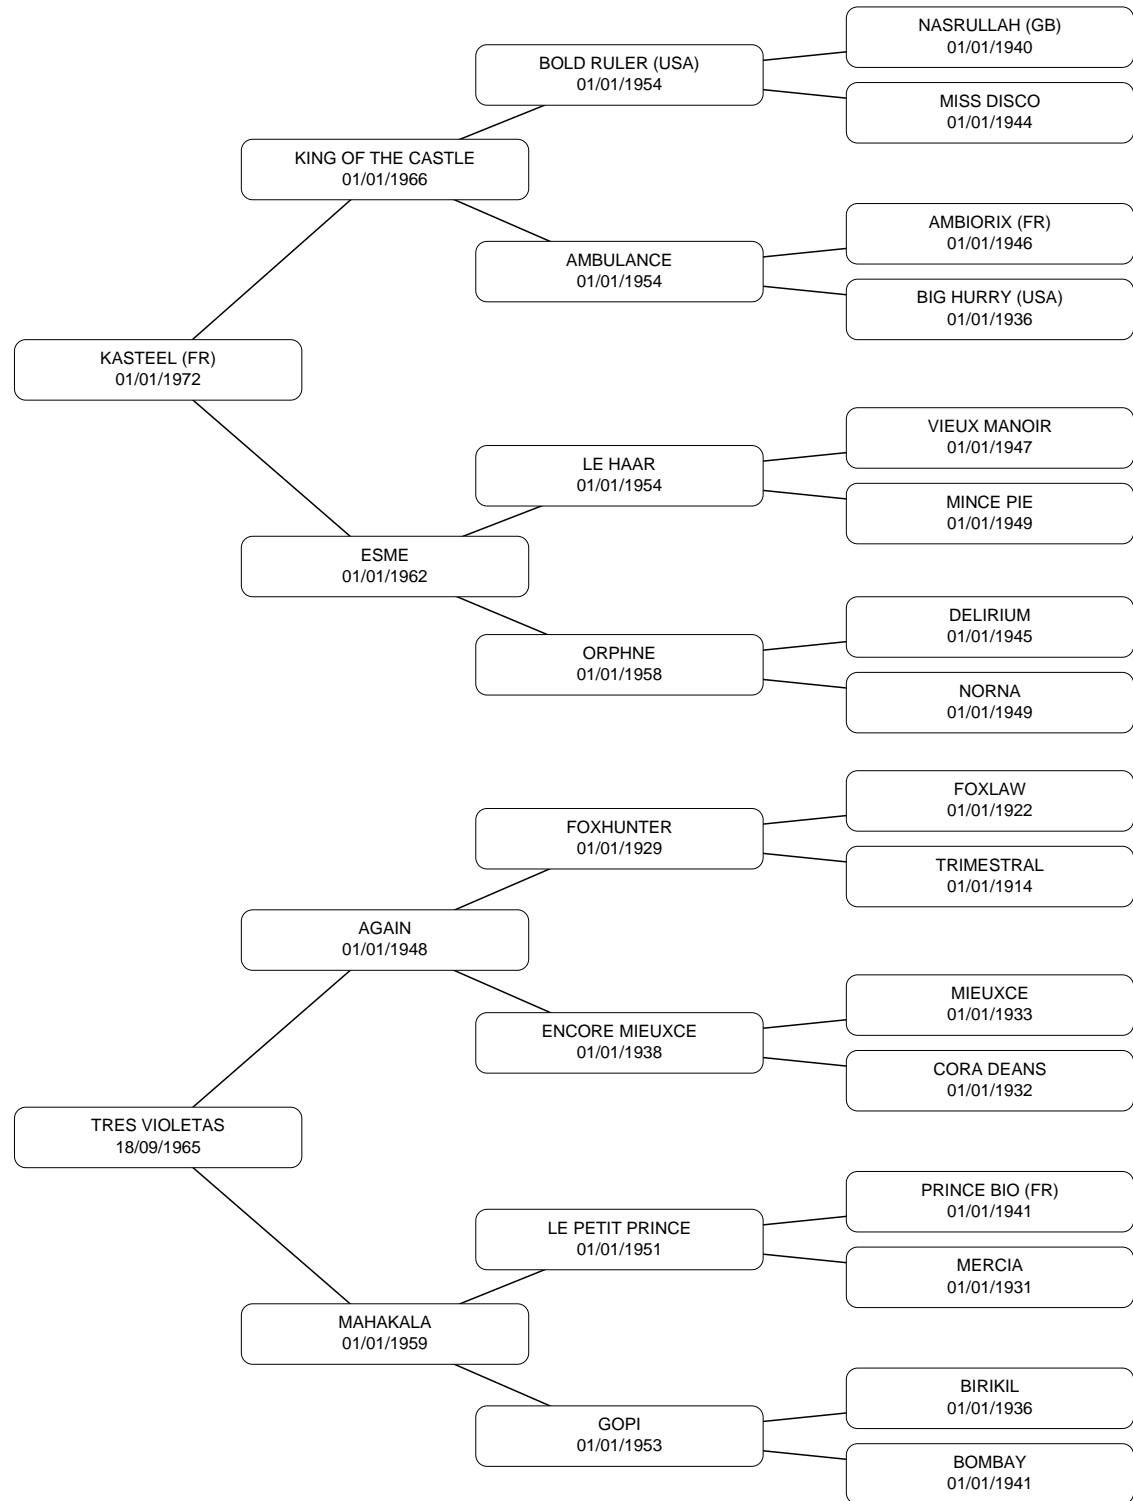 NASRULLAH (GB)
01/01/1940
BOLD RULER (USA)
01/01/1954
MISS DISCO
01/01/1944
KING OF THE CASTLE
01/01/1966
AMBIORIX (FR)
01/01/1946
AMBULANCE
01/01/1954
BIG HURRY (USA)
01/01/1936
KASTEEL (FR)
01/01/1972
VIEUX MANOIR
01/01/1947
LE HAAR
01/01/1954
MINCE PIE
01/01/1949
ESME
01/01/1962
DELIRIUM
01/01/1945
ORPHNE
01/01/1958
NORNA
01/01/1949
FOXLAW
01/01/1922
FOXHUNTER
01/01/1929
TRIMESTRAL
01/01/1914
AGAIN
01/01/1948
MIEUXCE
01/01/1933
ENCORE MIEUXCE
01/01/1938
CORA DEANS
01/01/1932
TRES VIOLETAS
18/09/1965
PRINCE BIO (FR)
01/01/1941
LE PETIT PRINCE
01/01/1951
MERCIA
01/01/1931
MAHAKALA
01/01/1959
BIRIKIL
01/01/1936
GOPI
01/01/1953
BOMBAY
01/01/1941